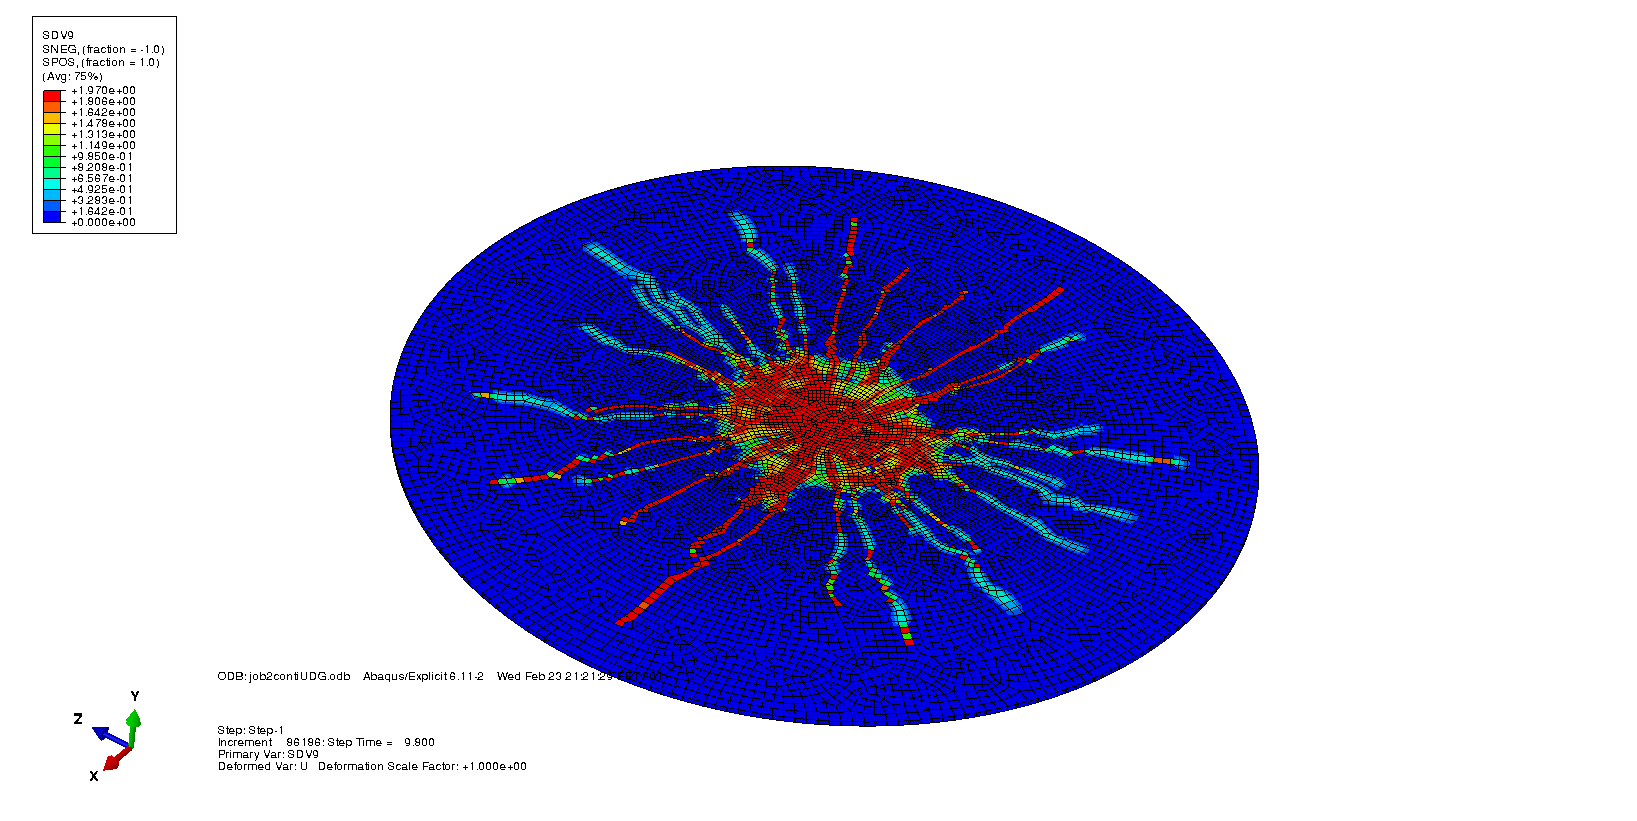 SDV9
SNEG, (fraction = -1.0)
SPOS, (fraction = 1.0)
(Avg: 75%)
+1.970e+00
+1.806e+00
+1.642e+00
+1.478e+00
+1.313e+00
+1.149e+00
+9.850e-01
+8.209e-01
+6.567e-01
+4.925e-01
+3.283e-01
+1.642e-01
+0.000e+00
ODB: job2contiUDG.odb Abaqus/Explicit 6.11-2 Wed Feb 23 21:21:29
Y
Z
X
Step: Step-1
Increment 86186: Step Time = 9.800
Primary Var: SDV9
Deformed Var: U Deformation Scale Factor: +1.000e+00